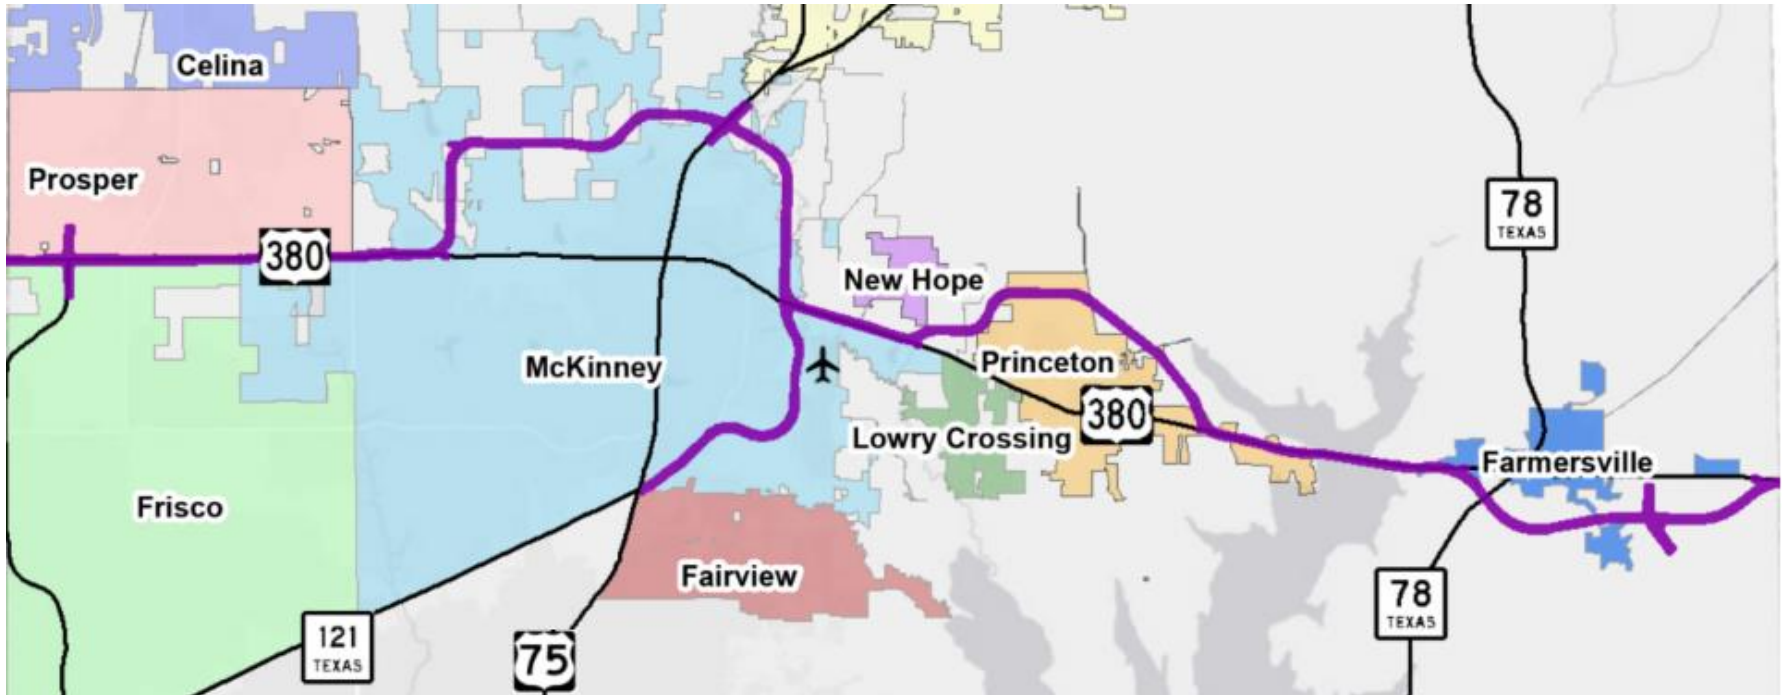 Celina
Prosper
78
TEXAS
380
New Hope
McKinney
Princeton
380
Lowry Crossing
Farmersville
Frisco
Fairview
78
TEXAS
121
TEXAS
75